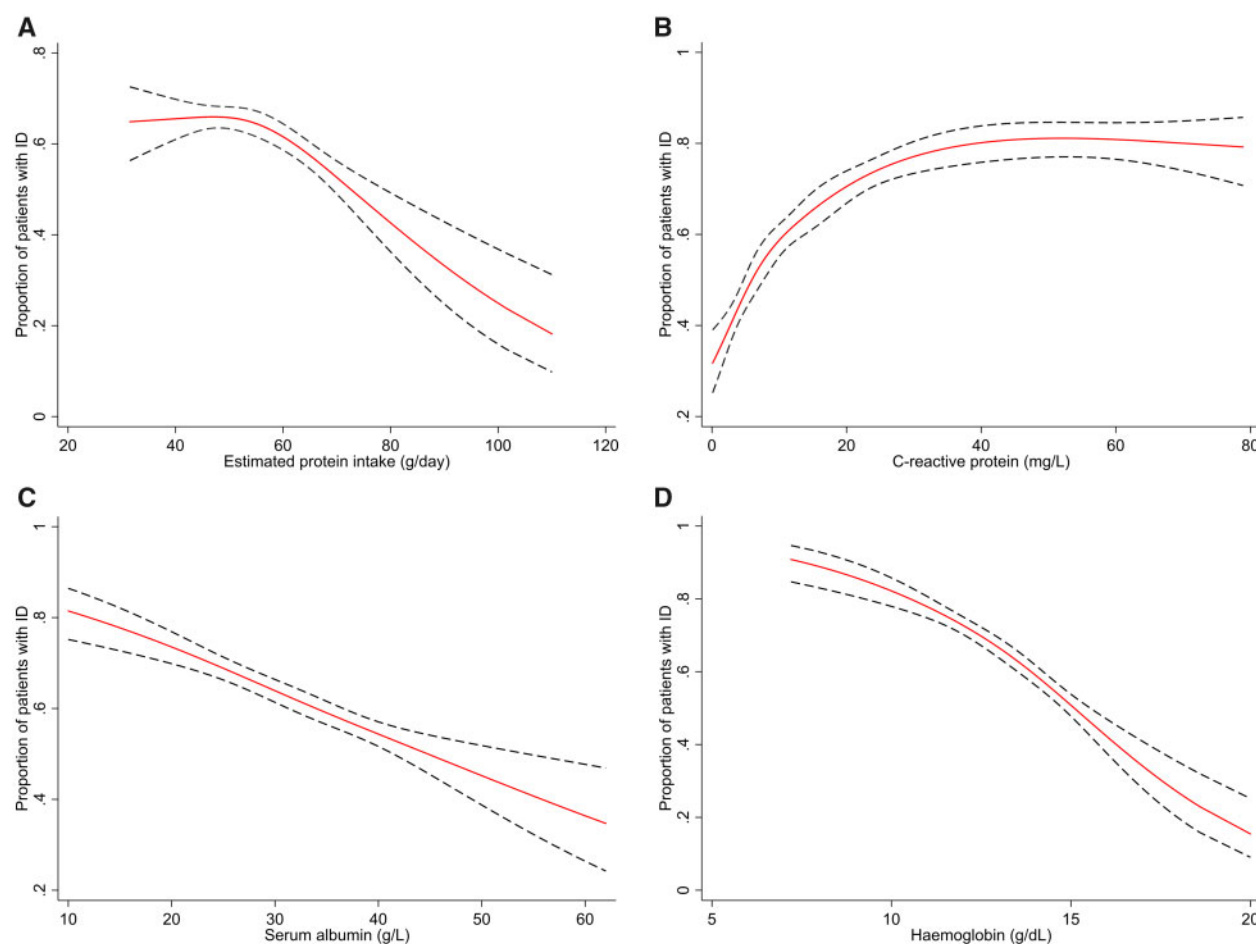 A
Proportion of patients with ID
0 .2 .4 .6 .8
20 40 60 80 100 120
Estimated protein intake (g/day)
B
Proportion of patients with ID
.2 .4 .6 .8 1
0 20 40 60 80
C-reactive protein (mg/L)
C
Proportion of patients with ID
.2 .4 .6 .8 1
10 20 30 40 50 60
Serum albumin (g/L)
D
Proportion of patients with ID
0 .2 .4 .6 .8 1
5 10 15 20
Haemoglobin (g/dL)